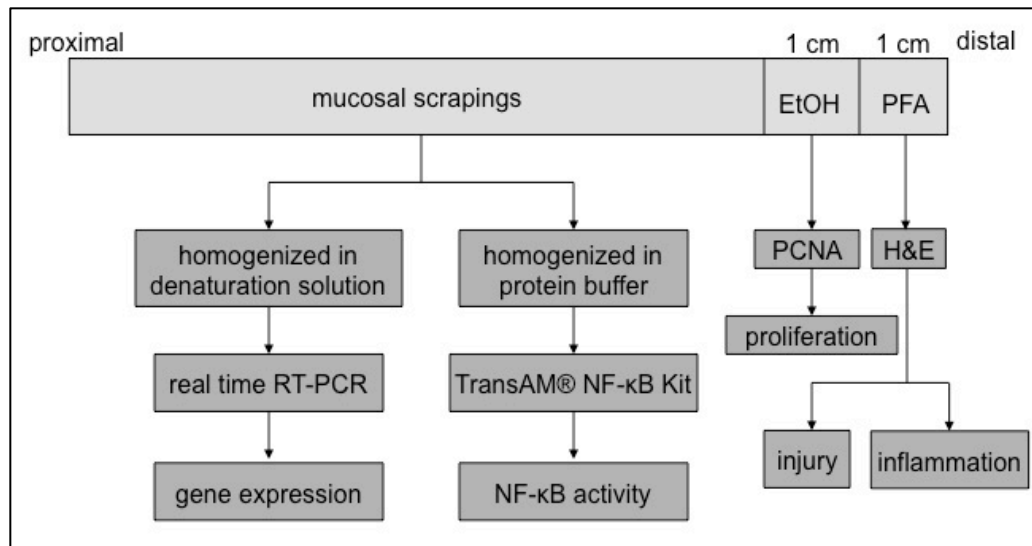 proximal
1 cm
1 cm
distal
mucosal scrapings
EtOH
PFA
homogenized in
denaturation solution
homogenized in
protein buffer
PCNA
H&E
proliferation
real time RT-PCR
TransAM® NF-κB Kit
injury
inflammation
gene expression
NF-κB activity